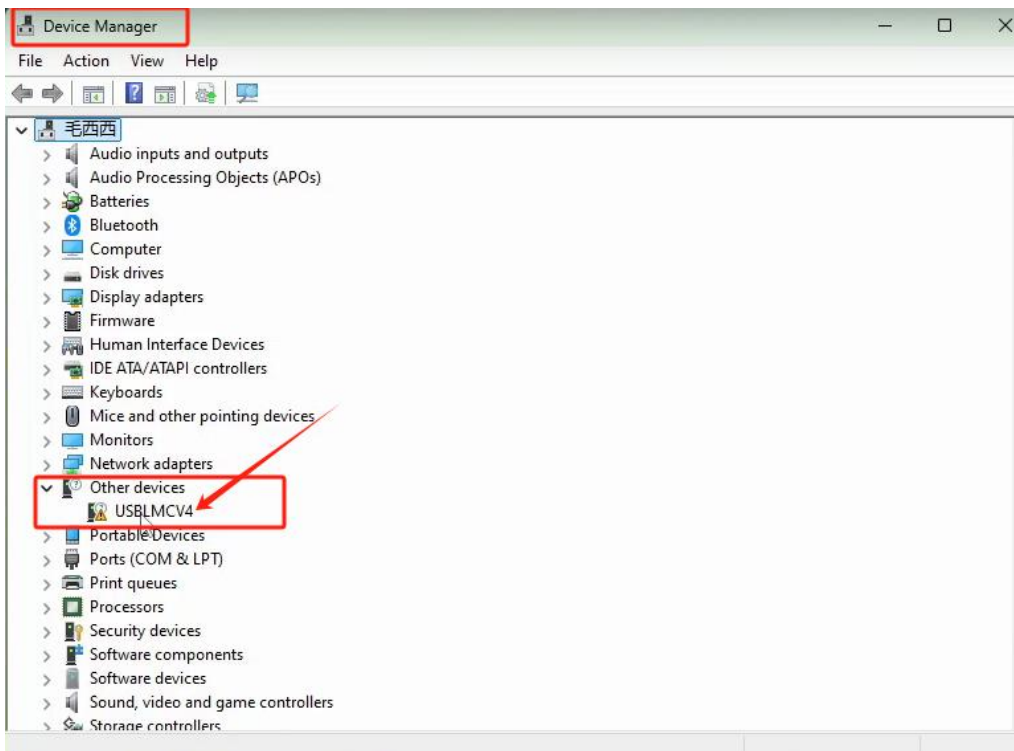 Device Manager
File Action View Help
毛西西
Audio inputs and outputs
Audio Processing Objects (APOs)
Batteries
Bluetooth
Computer
Disk drives
Display adapters
Firmware
Human Interface Devices
IDE ATA/ATAPI controllers
Keyboards
Mice and other pointing devices
Monitors
Network adapters
Other devices
USBLMCV4
Portable Devices
Ports (COM & LPT)
Print queues
Processors
Security devices
Software components
Software devices
Sound, video and game controllers
Storage controllers